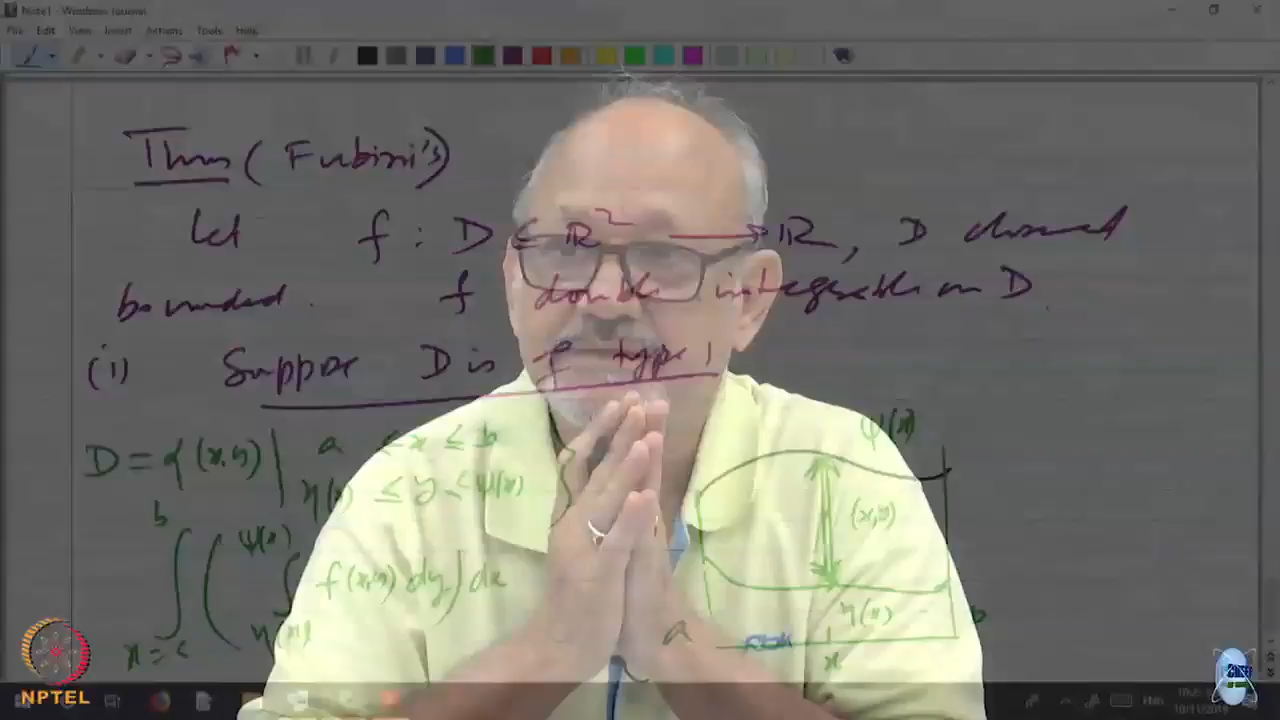 Note1 - Windows Journal
File Edit View Insert Actions Tools Help
Thm (Fubini's)
Let f : D ⊆ ℝ² → ℝ, D closed
bounded. f double integrable on D
(i) Suppose D is of type 1
D = { (x,y) | a ≤ x ≤ b
η(x) ≤ y ≤ ψ(x) }
b ψ(x)
∫ ( ∫ f(x,y) dy ) dx
x = η(x)
ψ(x)
(x,y)
η(x)
a x b
NPTEL